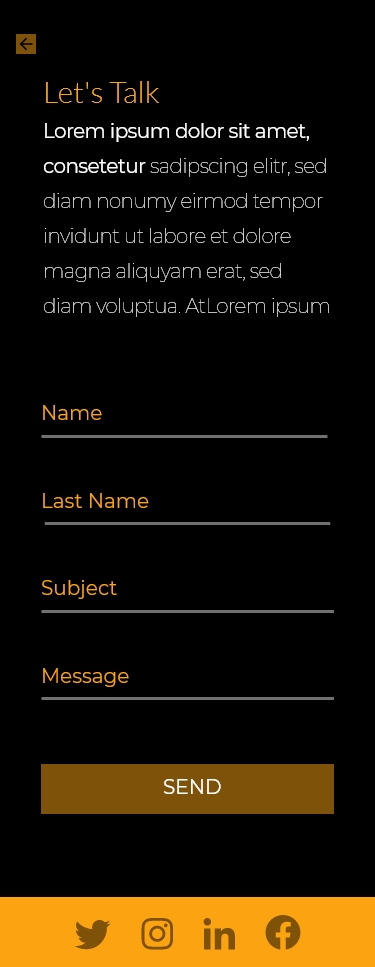 Let's Talk
Lorem ipsum dolor sit amet,
consetetur sadipscing elitr, sed
diam nonumy eirmod tempor
invidunt ut labore et dolore
magna aliquyam erat, sed
diam voluptua. AtLorem ipsum
Name
Last Name
Subject
Message
SEND